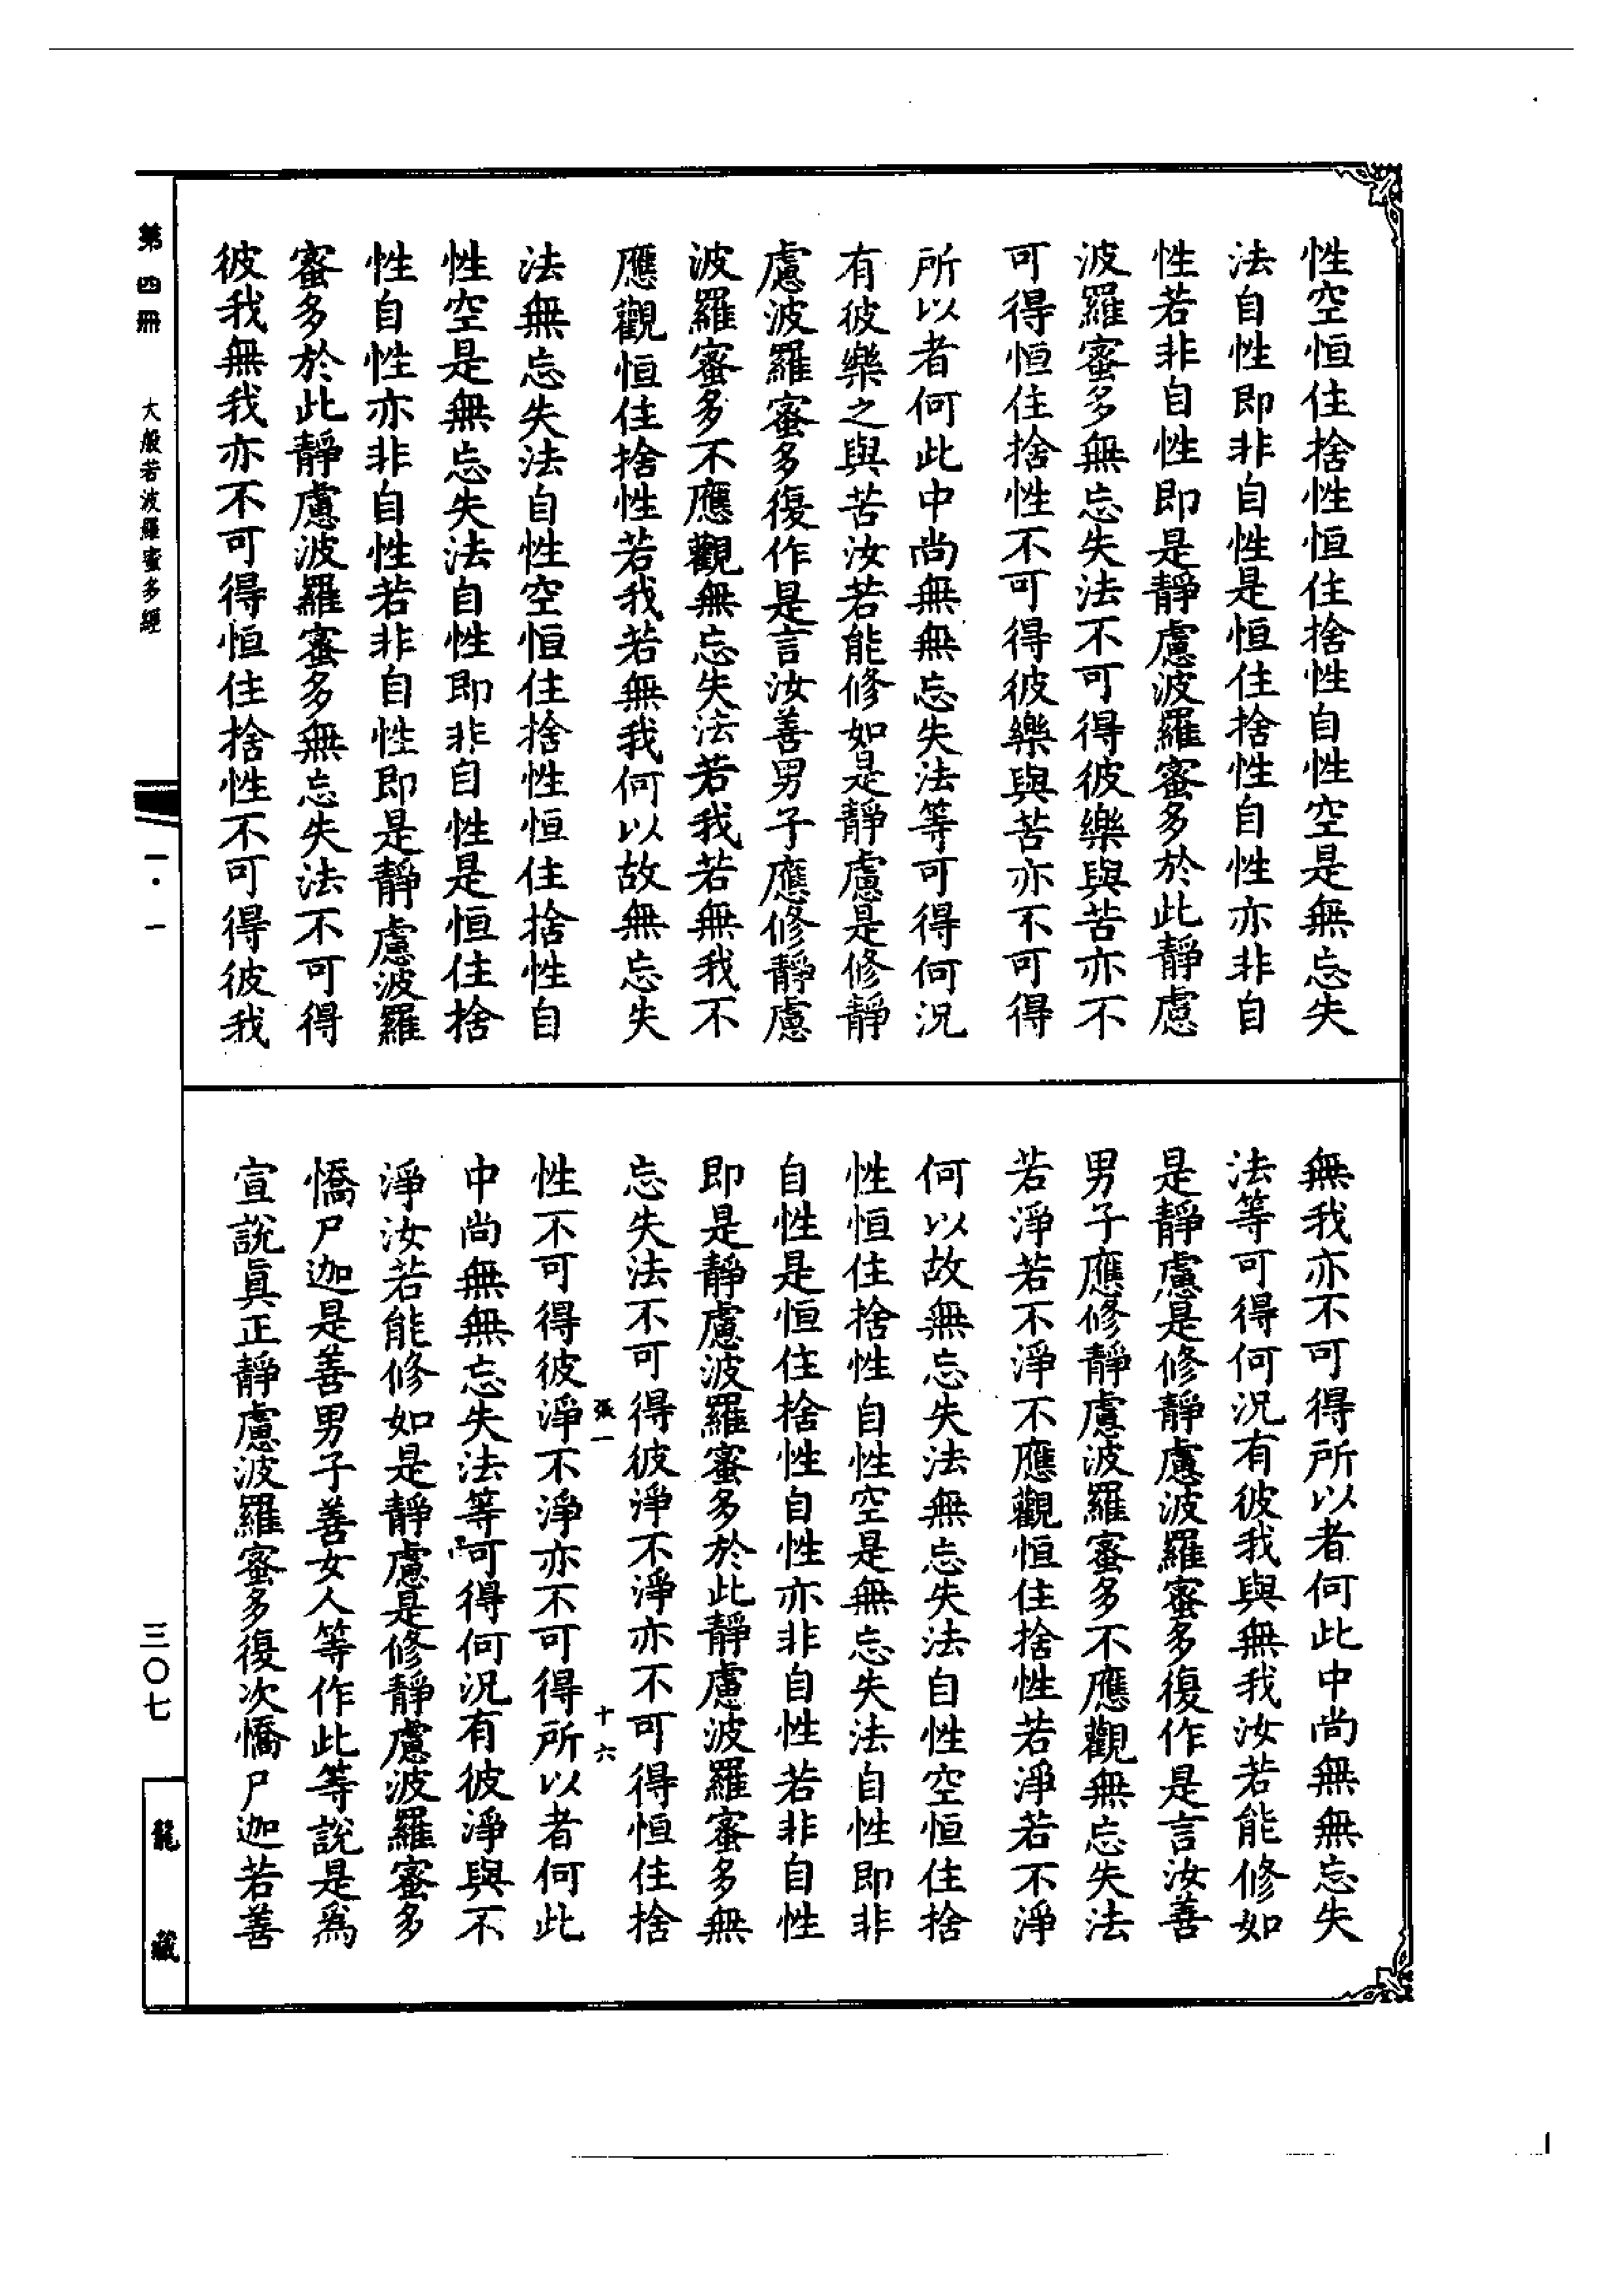 性空恒住捨性恒住捨性自性空是無忘失
法自性即非自性是恒住捨性自性亦非自
性若非自性即是靜慮波羅蜜多於此靜慮
波羅蜜多無忘失法不可得彼樂與苦亦不
可得恒住捨性不可得彼樂與苦亦不可得
所以者何此中尚無無忘失法等可得何況
有彼樂之與苦汝若能修如是靜慮是修靜
慮波羅蜜多復作是言汝善男子應修靜慮
波羅蜜多不應觀無忘失法若我若無我不
應觀恒住捨性若我若無我何以故無忘失
法無忘失法自性空恒住捨性恒住捨性自
性空是無忘失法自性即非自性是恒住捨
性自性亦非自性若非自性即是靜慮波羅
蜜多於此靜慮波羅蜜多無忘失法不可得
彼我無我亦不可得恒住捨性不可得彼我
無我亦不可得所以者何此中尚無無忘失
法等可得何況有彼我與無我汝若能修如
是靜慮是修靜慮波羅蜜多復作是言汝善
男子應修靜慮波羅蜜多不應觀無忘失法
若淨若不淨不應觀恒住捨性若淨若不淨
何以故無忘失法無忘失法自性空恒住捨
性恒住捨性自性空是無忘失法自性即非
自性是恒住捨性自性亦非自性若非自性
即是靜慮波羅蜜多於此靜慮波羅蜜多無
忘失法不可得彼淨不淨亦不可得恒住捨
張一 十六
性不可得彼淨不淨亦不可得所以者何此
中尚無無忘失法等可得何況有彼淨與不
淨汝若能修如是靜慮是修靜慮波羅蜜多
憍尸迦是善男子善女人等作此等說是為
宣說真正靜慮波羅蜜多復次憍尸迦若善
第四冊 大般若波羅蜜多經 一·一 三〇七 龍藏